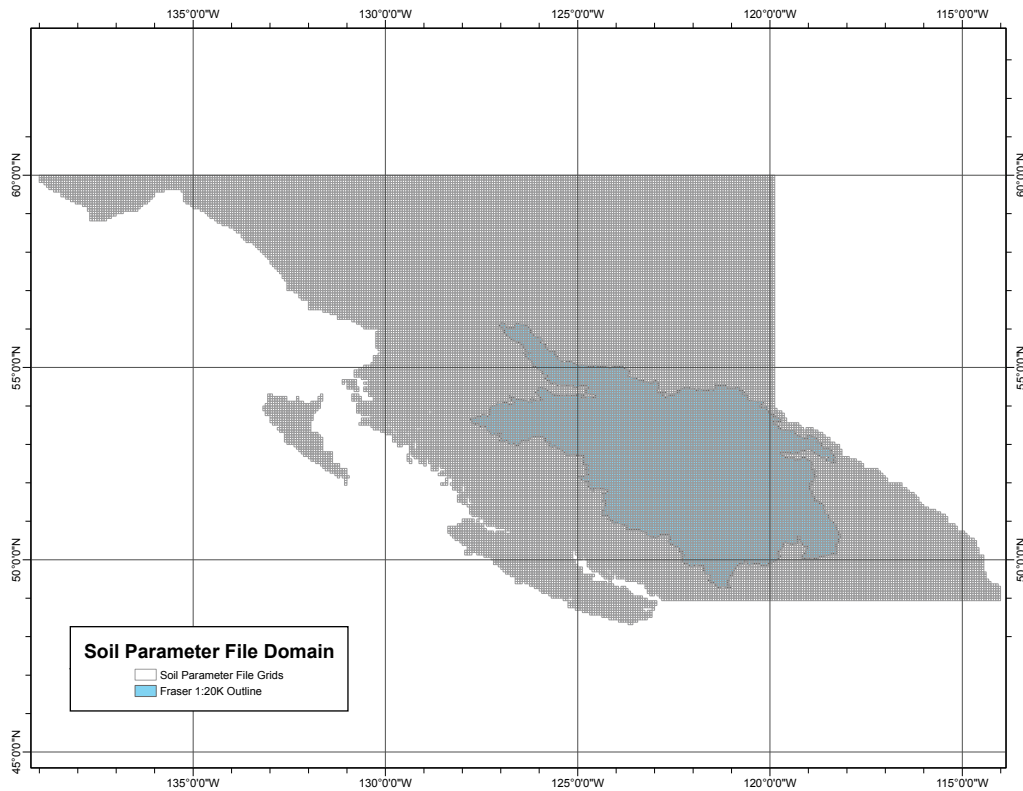 135°0'0"W 130°0'0"W 125°0'0"W 120°0'0"W 115°0'0"W
60°0'0"N 60°0'0"N
55°0'0"N 55°0'0"N
50°0'0"N 50°0'0"N
Soil Parameter File Domain
Soil Parameter File Grids
Fraser 1:20K Outline
45°0'0"N
135°0'0"W 130°0'0"W 125°0'0"W 120°0'0"W 115°0'0"W